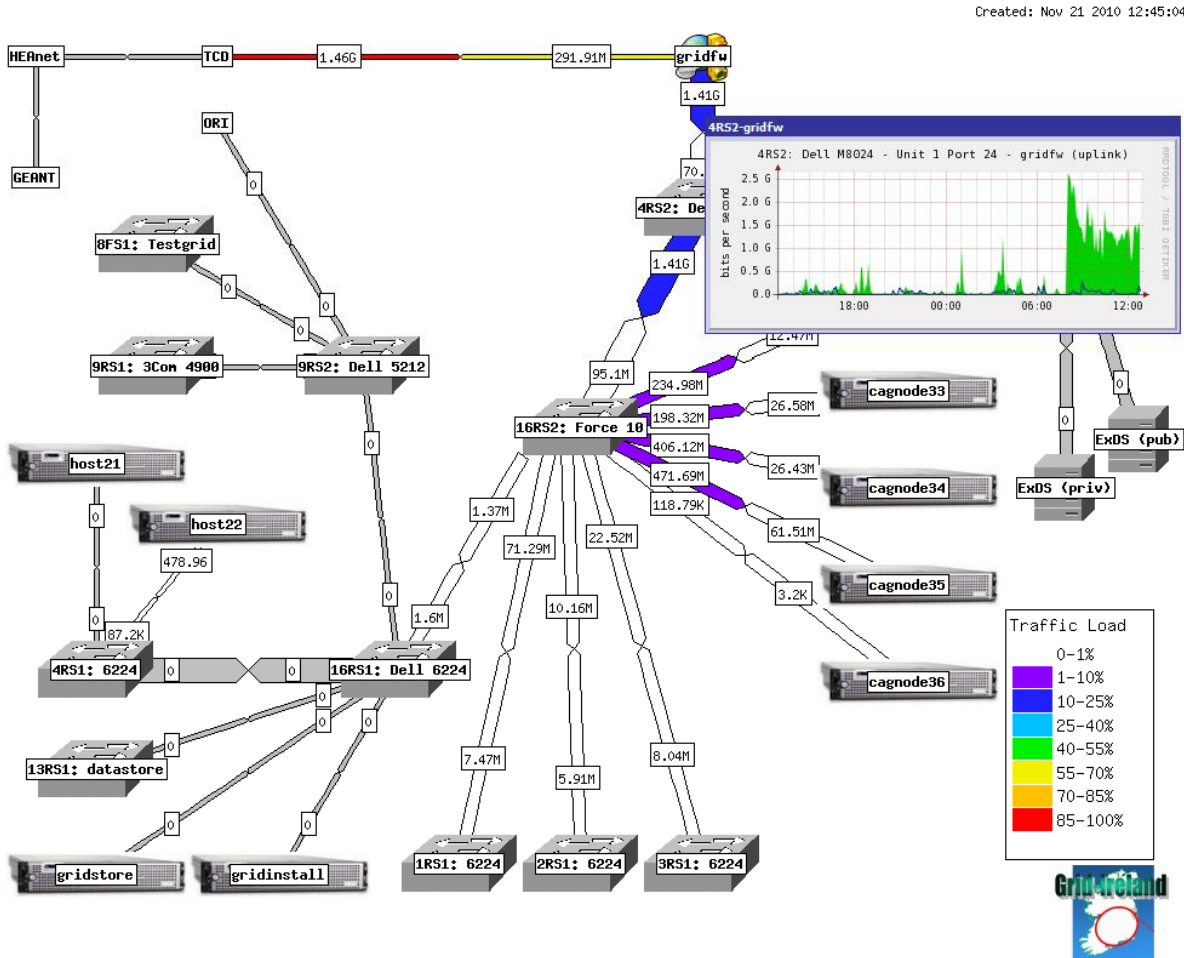 Created: Nov 21 2010 12:45:04
HEAnet
TCD
1.46G
291.91M
gridfw
1.41G
GEANT
ORI
0
4RS2-gridfw
4RS2: Dell M8024 - Unit 1 Port 24 - gridfw (uplink)
RRDTOOL / TOBI OETIKER
bits per second
2.5 G
2.0 G
1.5 G
1.0 G
0.5 G
0.0
18:00
00:00
06:00
12:00
70.
4RS2: De
8FS1: Testgrid
1.41G
0
0
0
12.47M
9RS1: 3Com 4900
9RS2: Dell 5212
95.1M
234.98M
cagnode33
0
198.32M
26.58M
16RS2: Force 10
0
ExDS (pub)
406.12M
0
host21
26.43M
471.69M
cagnode34
ExDS (priv)
118.79K
1.37M
0
host22
61.51M
22.52M
71.29M
478.96
cagnode35
0
3.2K
10.16M
1.6M
0
87.2K
4RS1: 6224
0
0
16RS1: Dell 6224
cagnode36
0
0
0
13RS1: datastore
7.47M
5.91M
8.04M
0
0
gridstore
gridinstall
1RS1: 6224
2RS1: 6224
3RS1: 6224
Traffic Load
0-1%
1-10%
10-25%
25-40%
40-55%
55-70%
70-85%
85-100%
Grid-Ireland